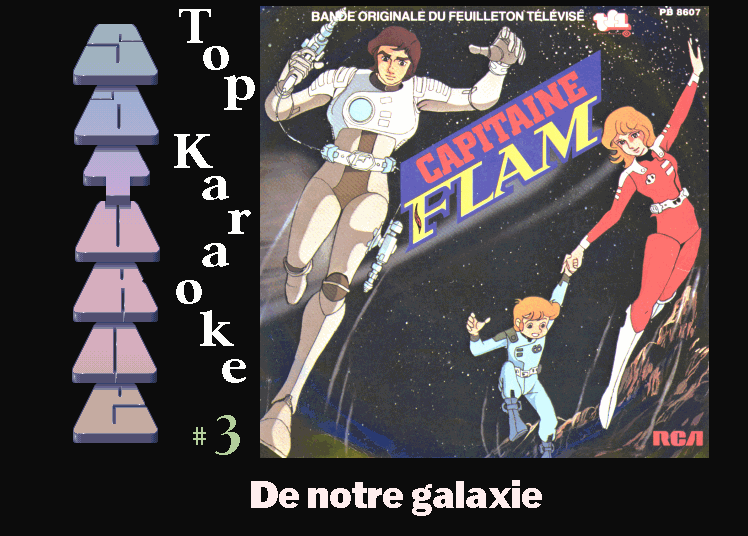 Top
Karaoke
# 3
BANDE ORIGINALE DU FEUILLETON TÉLÉVISÉ
PB 8607
CAPITAINE
FLAM
RCA
De notre galaxie